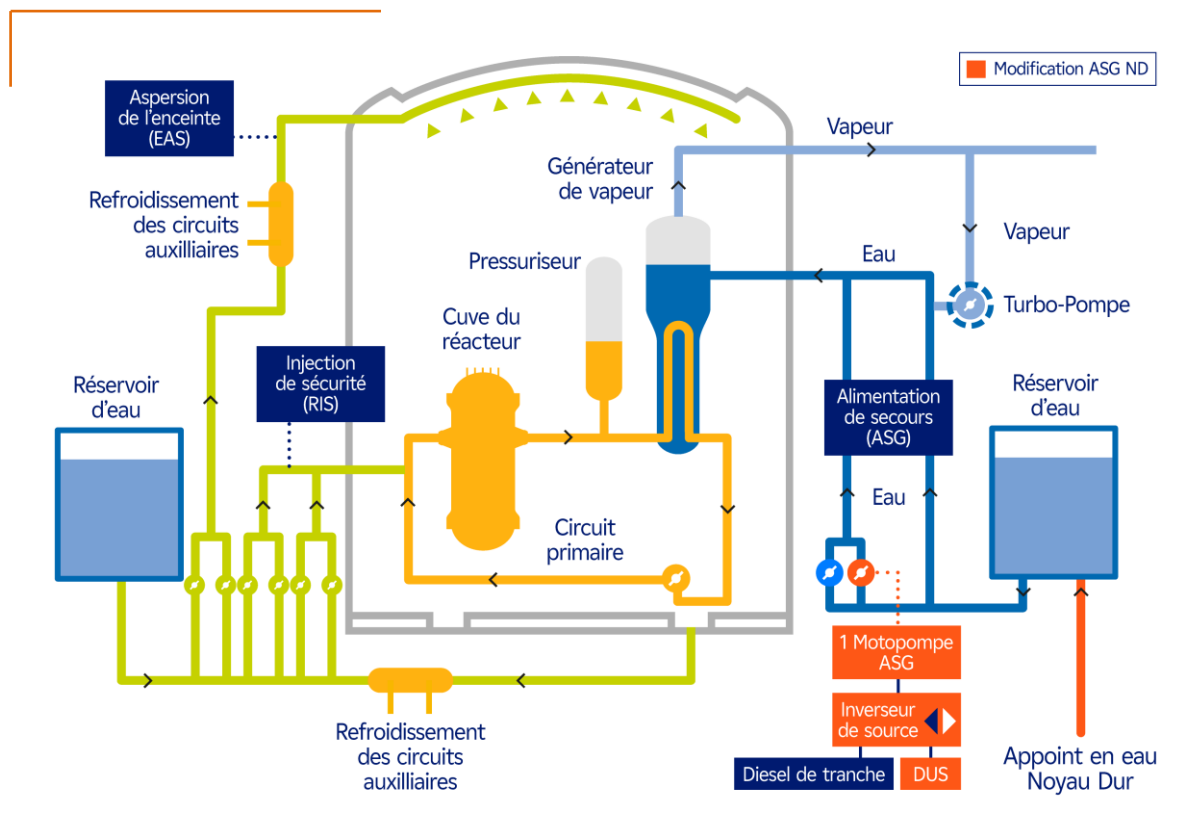 Modification ASG ND
Aspersion
de l'enceinte
(EAS)
Vapeur
Générateur
de vapeur
Refroidissement
des circuits
auxilliaires
Vapeur
Eau
Pressuriseur
Turbo-Pompe
Cuve du
réacteur
Injection
de sécurité
(RIS)
Réservoir
d'eau
Alimentation
de secours
(ASG)
Réservoir
d'eau
Eau
Circuit
primaire
1 Motopompe
ASG
Inverseur
de source
Refroidissement
des circuits
auxilliaires
Diesel de tranche
DUS
Appoint en eau
Noyau Dur